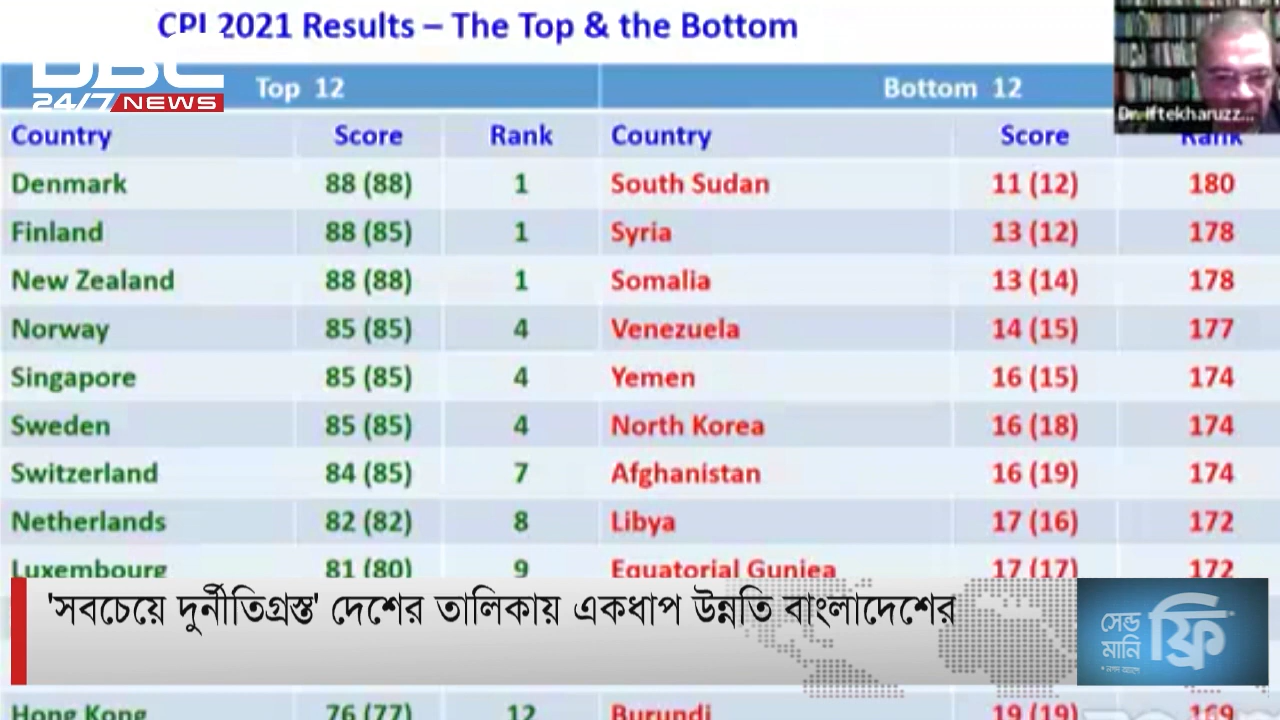 CPI 2021 Results – The Top & the Bottom
DBC
24/7 NEWS
Top 12 Bottom 12
Dr. Iftekharuzz...
Country Score Rank Country Score Rank
Denmark 88 (88) 1 South Sudan 11 (12) 180
Finland 88 (85) 1 Syria 13 (12) 178
New Zealand 88 (88) 1 Somalia 13 (14) 178
Norway 85 (85) 4 Venezuela 14 (15) 177
Singapore 85 (85) 4 Yemen 16 (15) 174
Sweden 85 (85) 4 North Korea 16 (18) 174
Switzerland 84 (85) 7 Afghanistan 16 (19) 174
Netherlands 82 (82) 8 Libya 17 (16) 172
Luxembourg 81 (80) 9 Equatorial Guniea 17 (17) 172
'সবচেয়ে দুর্নীতিগ্রস্ত' দেশের তালিকায় একধাপ উন্নতি বাংলাদেশের
সেন্ড
মানি
ফ্রি
Hong Kong 76 (77) 12 Burundi 19 (19) 169